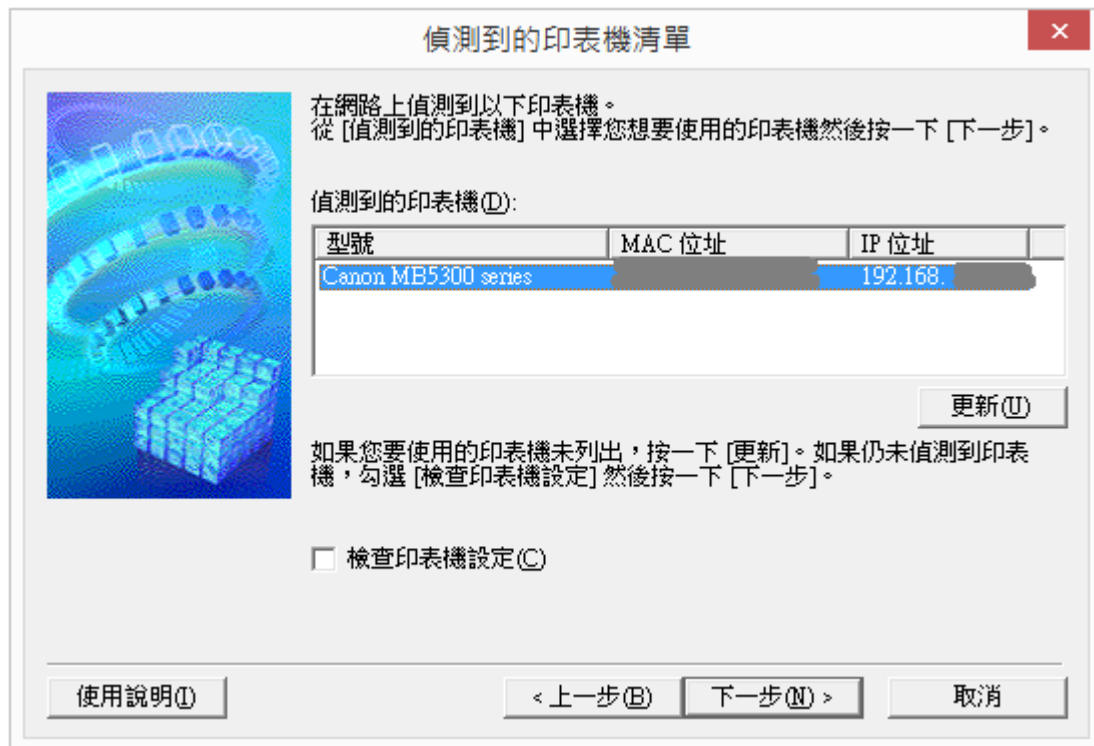 偵測到的印表機清單
在網路上偵測到以下印表機。
從 [偵測到的印表機] 中選擇您想要使用的印表機然後按一下 [下一步]。
偵測到的印表機(D):
型號 MAC 位址 IP 位址
Canon MB5300 series 192.168.
更新(U)
如果您要使用的印表機未列出，按一下 [更新]。如果仍未偵測到印表
機，勾選 [檢查印表機設定] 然後按一下 [下一步]。
檢查印表機設定(C)
使用說明(I) <上一步(B) 下一步(N) > 取消